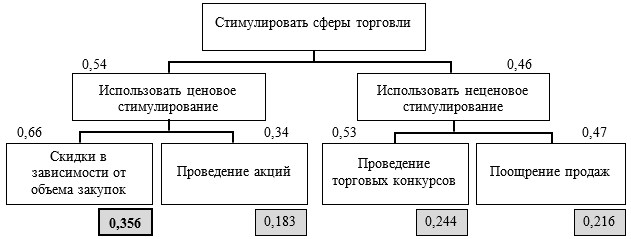 Стимулировать сферы торговли
0,54
0,46
Использовать ценовое
стимулирование
Использовать неценовое
стимулирование
0,66
0,34
0,53
0,47
Скидки в
зависимости от
объема закупок
Проведение акций
Проведение
торговых конкурсов
Поощрение продаж
0,356
0,183
0,244
0,216